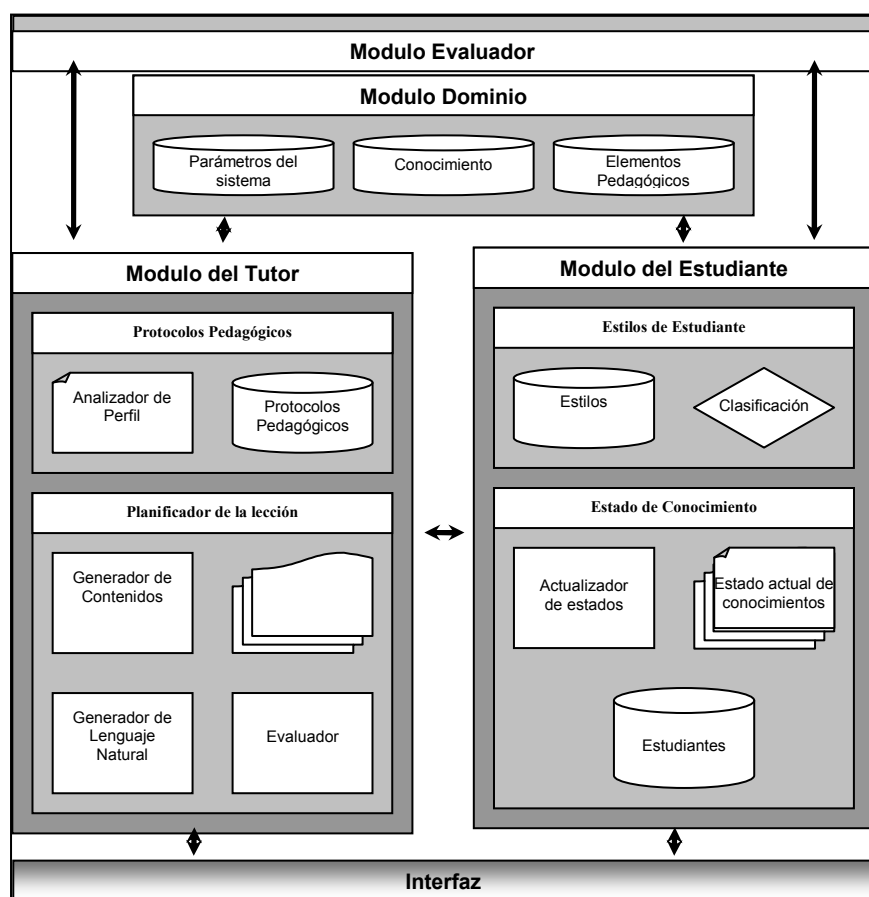 Modulo Evaluador
Modulo Dominio
Parámetros del
sistema
Conocimiento
Elementos
Pedagógicos
Modulo del Tutor
Protocolos Pedagógicos
Analizador de
Perfil
Protocolos
Pedagógicos
Planificador de la lección
Generador de
Contenidos
Generador de
Lenguaje
Natural
Evaluador
Modulo del Estudiante
Estilos de Estudiante
Estilos
Clasificación
Estado de Conocimiento
Actualizador
de estados
Estado actual de
conocimientos
Estudiantes
Interfaz